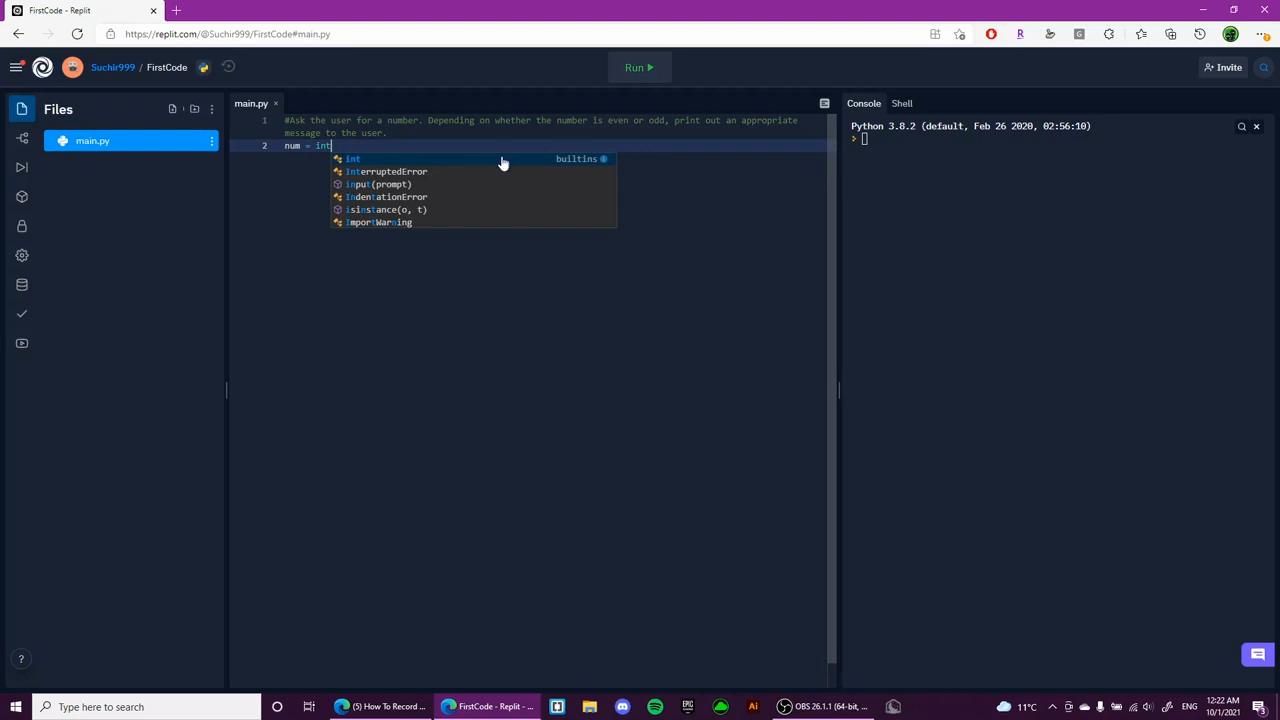 FirstCode - Replit
https://replit.com/@Suchir999/FirstCode#main.py
Suchir999 / FirstCode
Run
Invite
Files
main.py
main.py
1 #Ask the user for a number. Depending on whether the number is even or odd, print out an appropriate
message to the user.
2 num = int
int builtins
InterruptedError
input(prompt)
IndentationError
isinstance(o, t)
ImportWarning
Console Shell
Python 3.8.2 (default, Feb 26 2020, 02:56:10)
?
Type here to search
(5) How To Record ...
FirstCode - Replit - ...
EPIC
Ai
OBS 26.1.1 (64-bit, ...
11°C
ENG
12:22 AM
10/1/2021